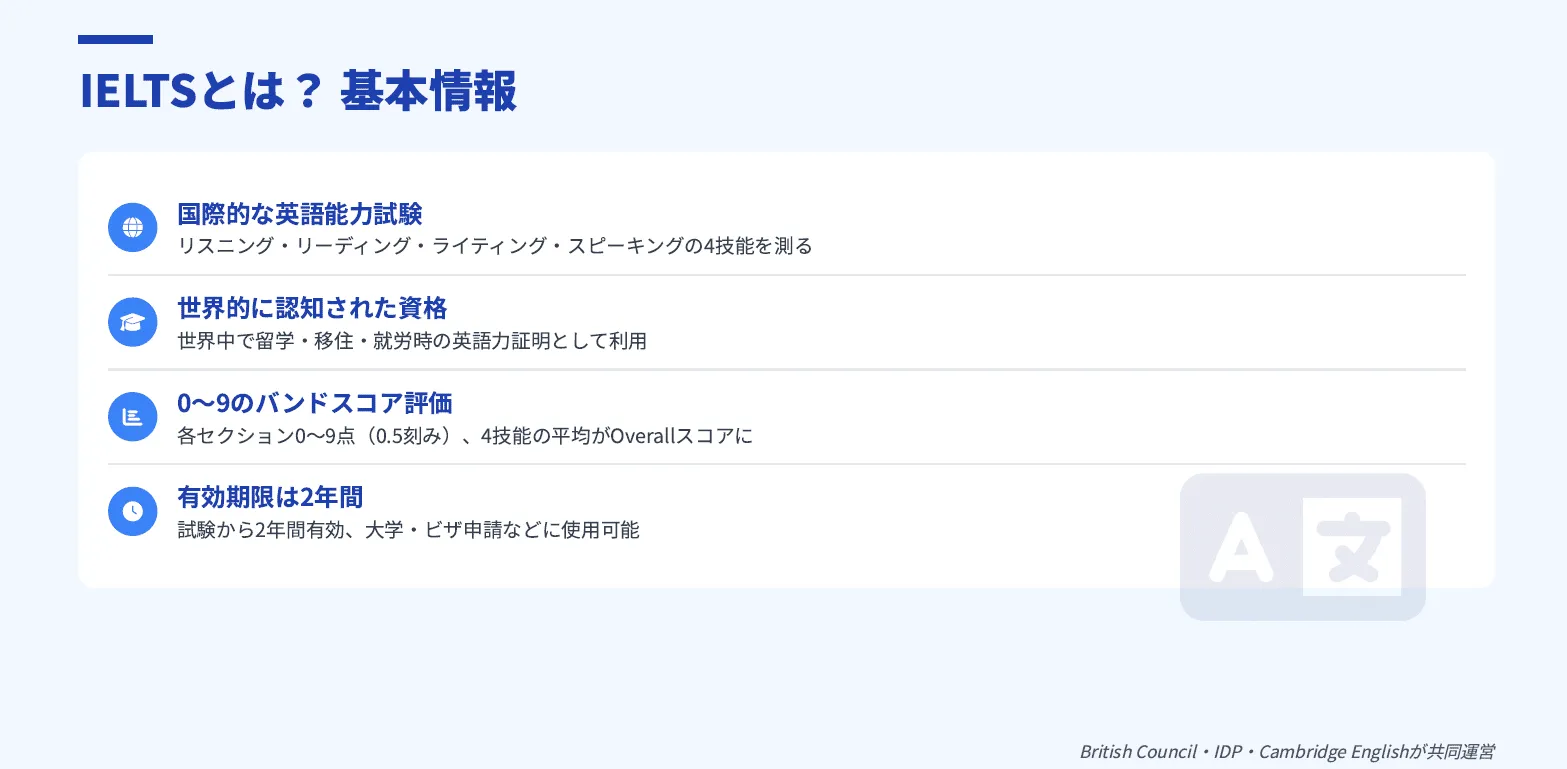 IELTSとは？ 基本情報
国際的な英語能力試験
リスニング・リーディング・ライティング・スピーキングの4技能を測る
世界的に認知された資格
世界中で留学・移住・就労時の英語力証明として利用
0〜9のバンドスコア評価
各セクション0〜9点（0.5刻み）、4技能の平均がOverallスコアに
有効期限は2年間
試験から2年間有効、大学・ビザ申請などに使用可能
A 文
British Council・IDP・Cambridge Englishが共同運営